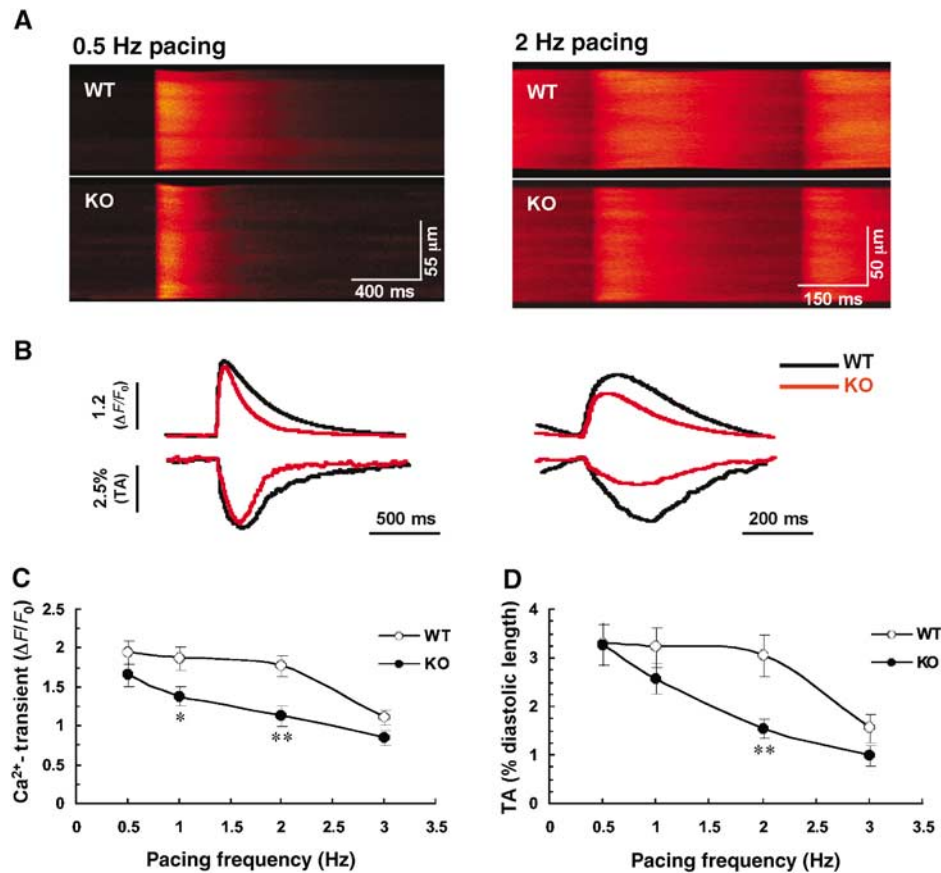 A
0.5 Hz pacing
2 Hz pacing
WT
WT
KO
KO
55 μm
400 ms
50 μm
150 ms
B
WT
KO
1.2
(ΔF/F0)
2.5%
(TA)
500 ms
200 ms
C
D
Ca2+- transient (ΔF/F0)
2.5
2
1.5
1
0.5
0
WT
KO
*
**
0 0.5 1 1.5 2 2.5 3 3.5
Pacing frequency (Hz)
TA (% diastolic length)
4
3
2
1
0
WT
KO
**
0 0.5 1 1.5 2 2.5 3 3.5
Pacing frequency (Hz)